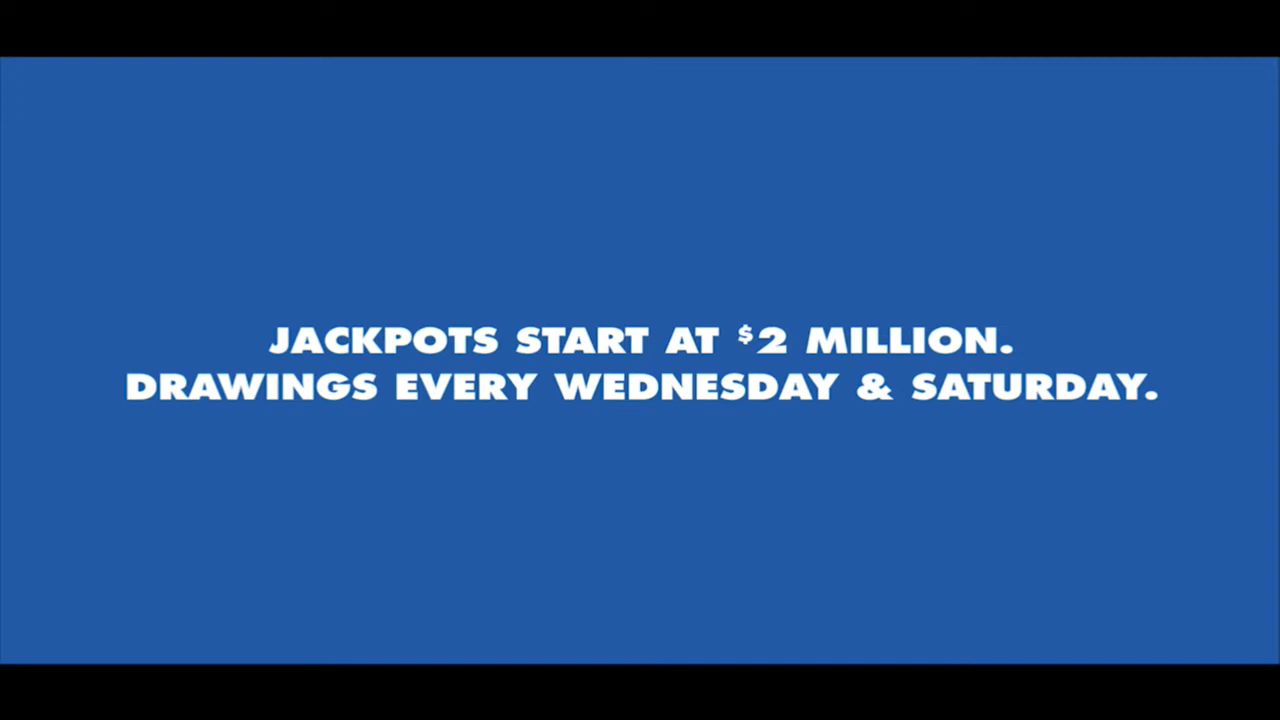 JACKPOTS START AT $2 MILLION.
DRAWINGS EVERY WEDNESDAY & SATURDAY.